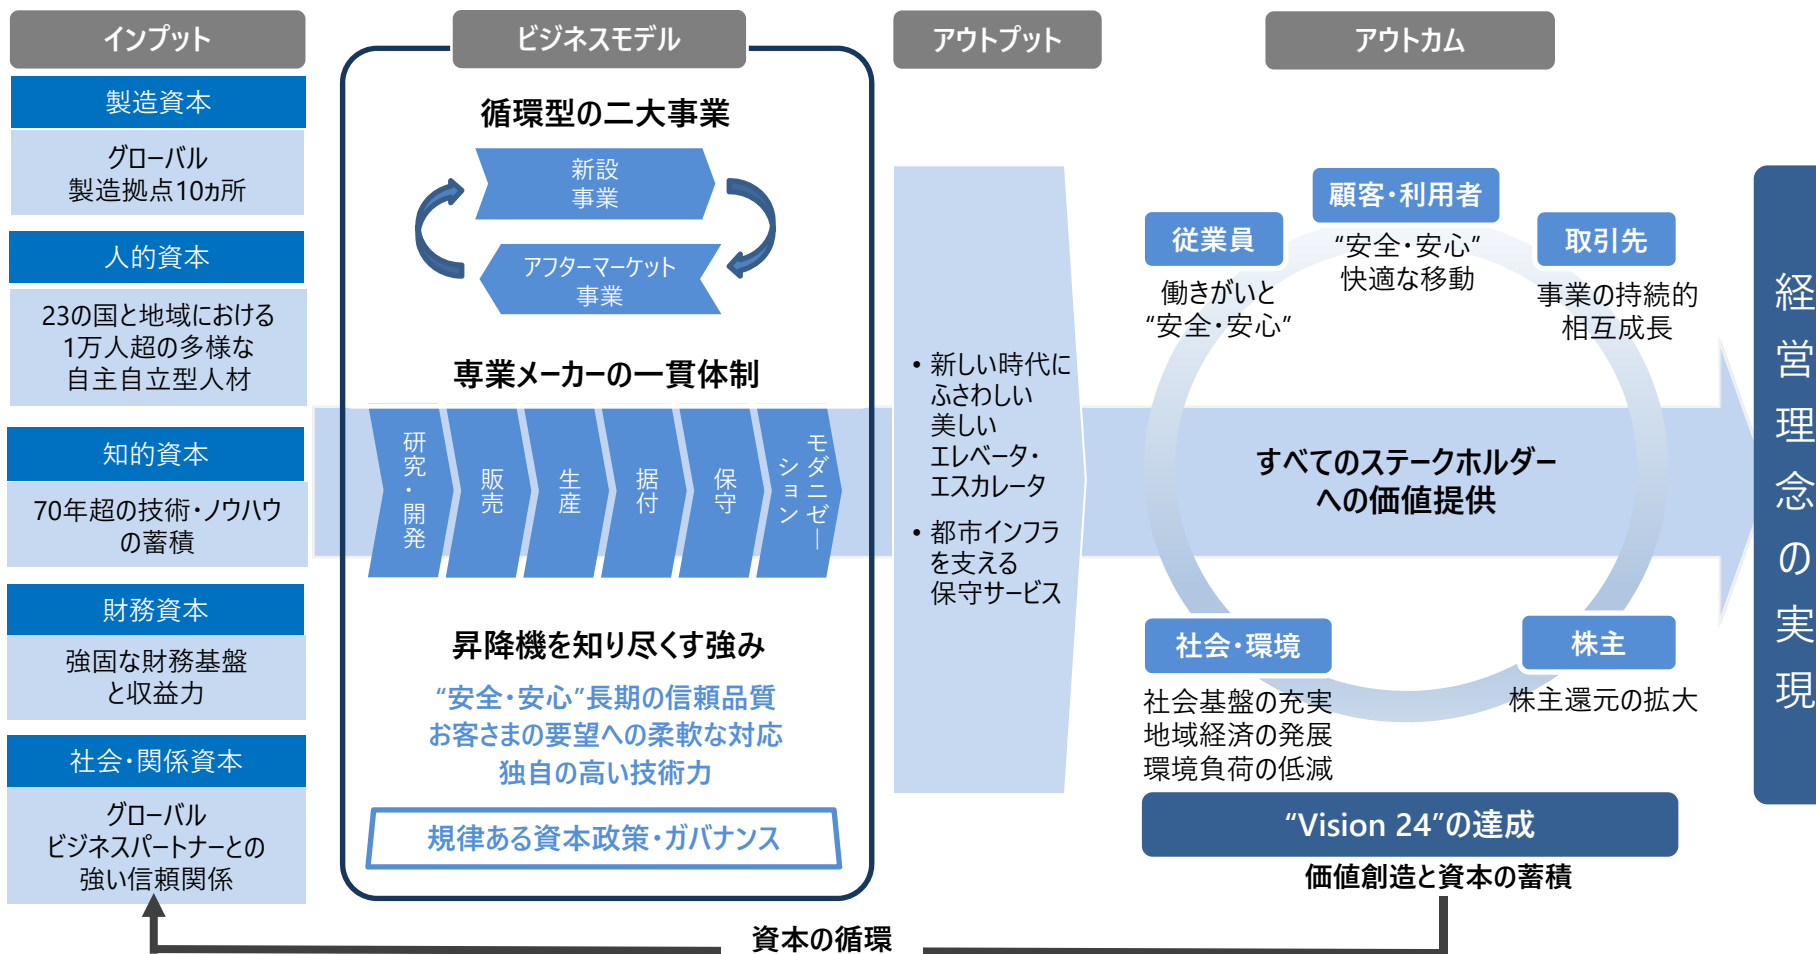 インプット
製造資本
グローバル
製造拠点10ヵ所
人的資本
23の国と地域における
1万人超の多様な
自主自立型人材
知的資本
70年超の技術・ノウハウ
の蓄積
財務資本
強固な財務基盤
と収益力
社会・関係資本
グローバル
ビジネスパートナーとの
強い信頼関係
ビジネスモデル
循環型の二大事業
新設
事業
アフターマーケット
事業
専業メーカーの一貫体制
研究・開発
販売
生産
据付
保守
モダニゼー
ション
昇降機を知り尽くす強み
“安全・安心”長期の信頼品質
お客さまの要望への柔軟な対応
独自の高い技術力
規律ある資本政策・ガバナンス
アウトプット
• 新しい時代に
ふさわしい
美しい
エレベータ・
エスカレータ
• 都市インフラ
を支える
保守サービス
アウトカム
顧客・利用者
“安全・安心”
快適な移動
従業員
働きがいと
“安全・安心”
取引先
事業の持続的
相互成長
すべてのステークホルダー
への価値提供
社会・環境
社会基盤の充実
地域経済の発展
環境負荷の低減
株主
株主還元の拡大
“Vision 24”の達成
価値創造と資本の蓄積
経営理念の実現
資本の循環